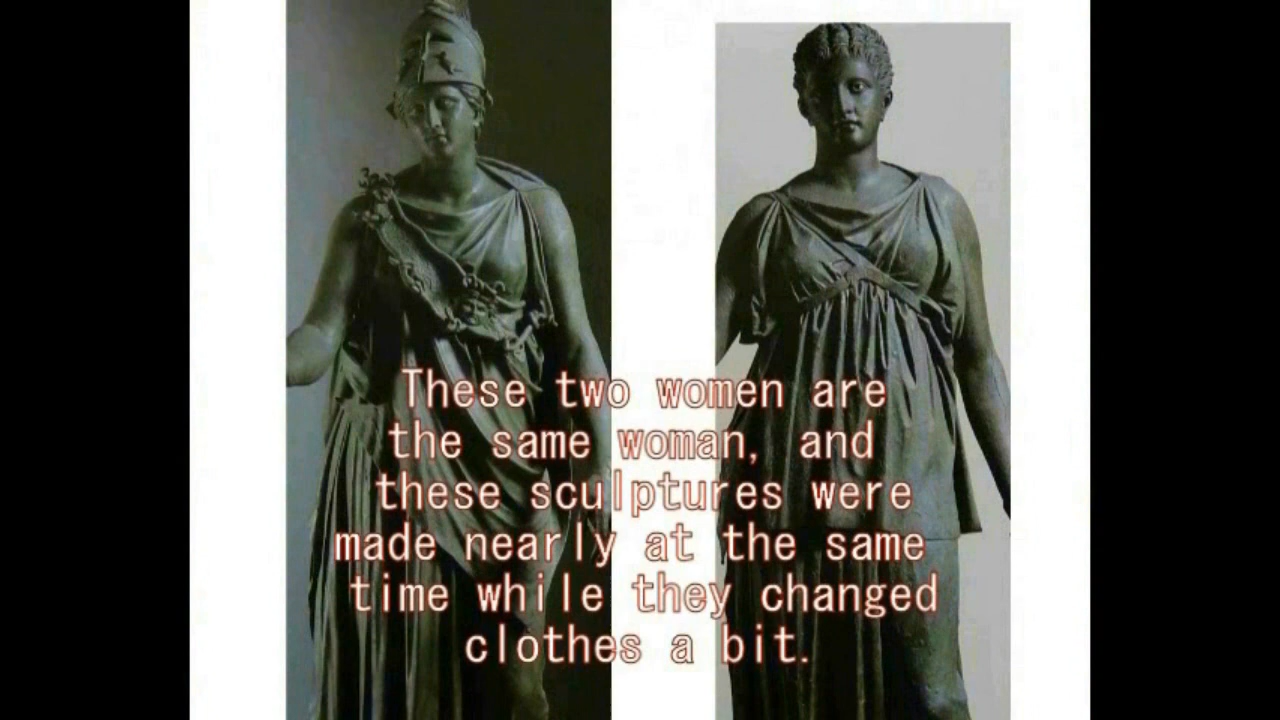 These two women are
the same woman, and
these sculptures were
made nearly at the same
time while they changed
clothes a bit.